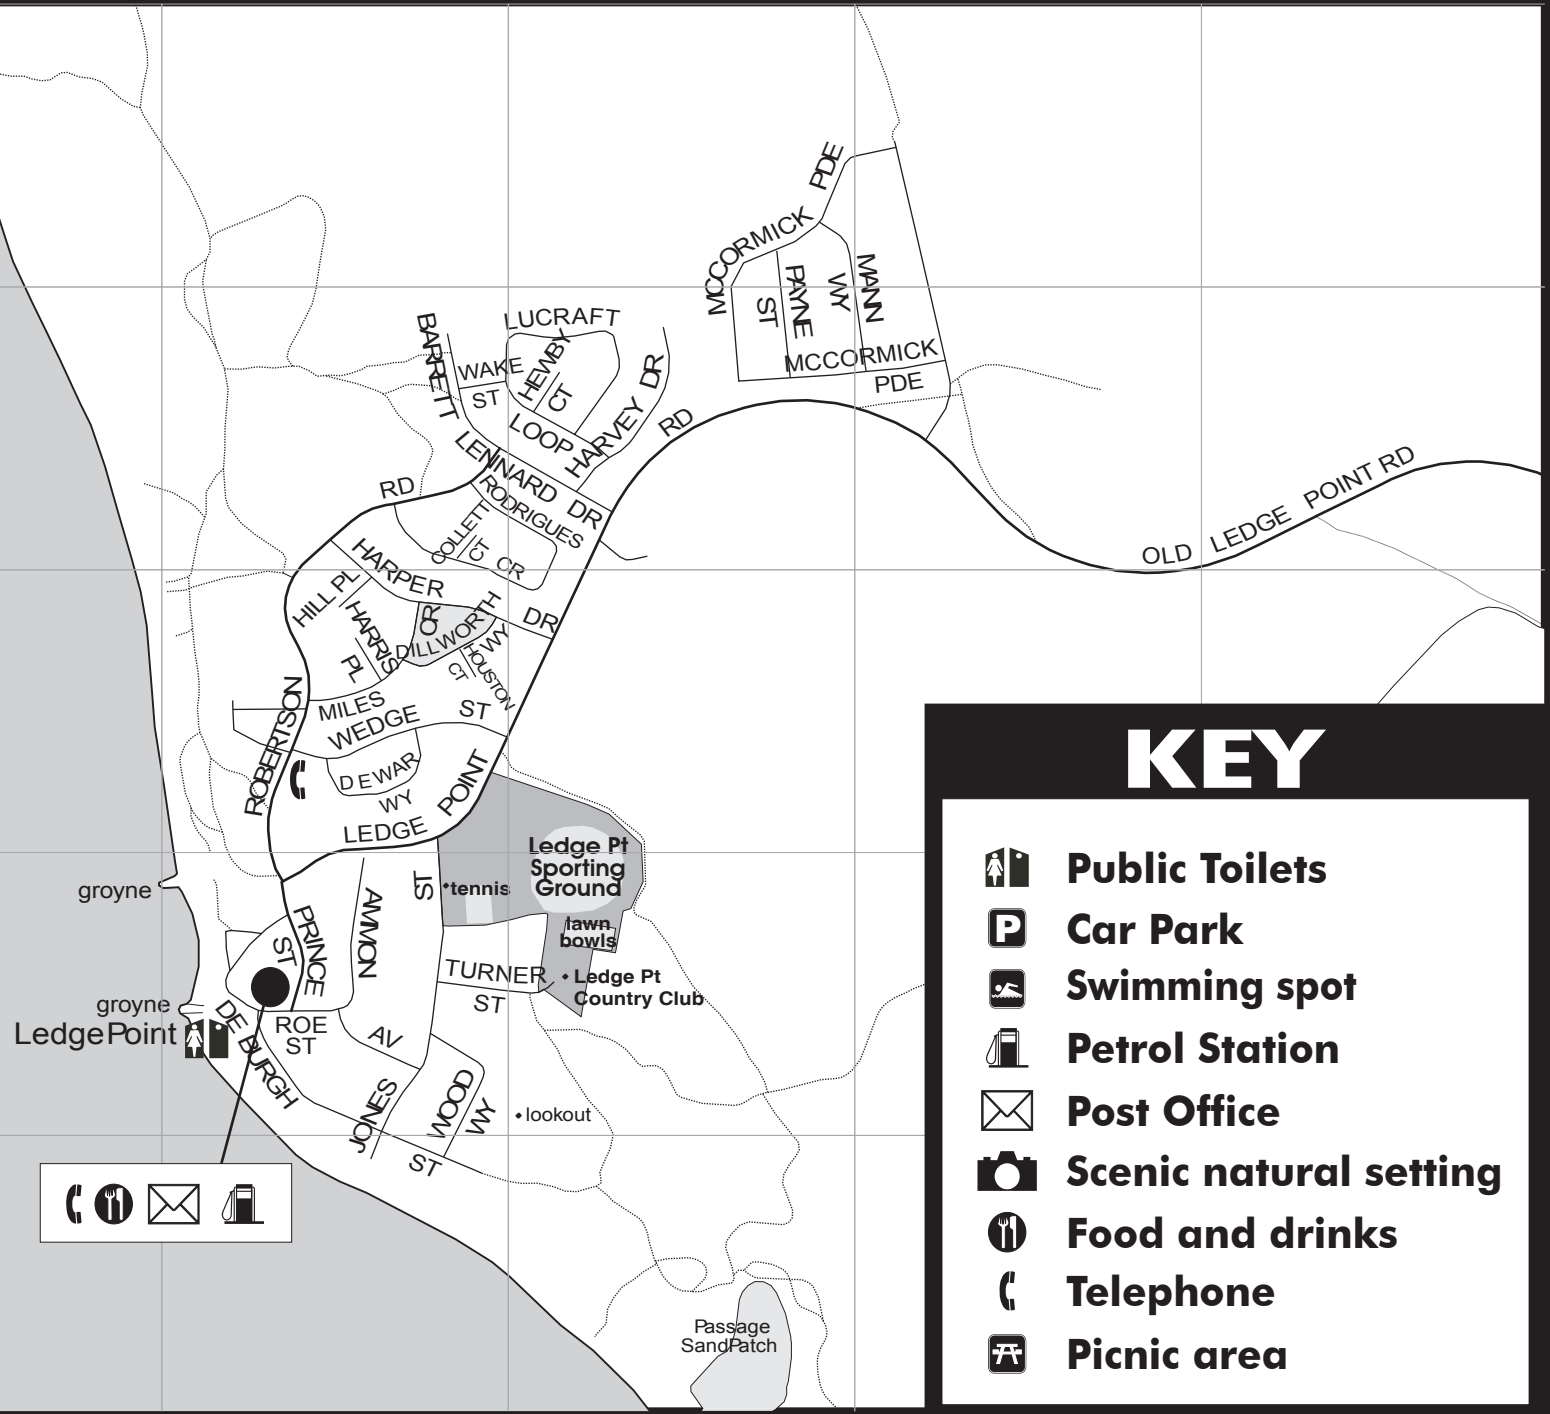 PDE
MCCORMICK
MANN
WY
PAYNE
ST
MCCORMICK
PDE
BARRETT
LUCRAFT
WAKE
ST
HEWBY
CT
LOOP
HARVEY DR
RD
LENNARD DR
RODRIGUES
CR
COLLETT
CT
RD
HARPER
DR
HILL PL
HARRIS
PL
CR
DILLWORTH
WY
HOUSTON
CT
OLD LEDGE POINT RD
ROBERTSON
MILES
WEDGE ST
DEWAR
WY
LEDGE
POINT
Ledge Pt
Sporting
Ground
tennis
lawn
bowls
Ledge Pt
Country Club
ST
AMMON
PRINCE
ST
TURNER
ST
groyne
groyne
Ledge Point
ROE
ST
AV
DE BURGH
JONES
WOOD
WY
ST
lookout
Passage
SandPatch
KEY
Public Toilets
P
Car Park
Swimming spot
Petrol Station
Post Office
Scenic natural setting
Food and drinks
Telephone
Picnic area